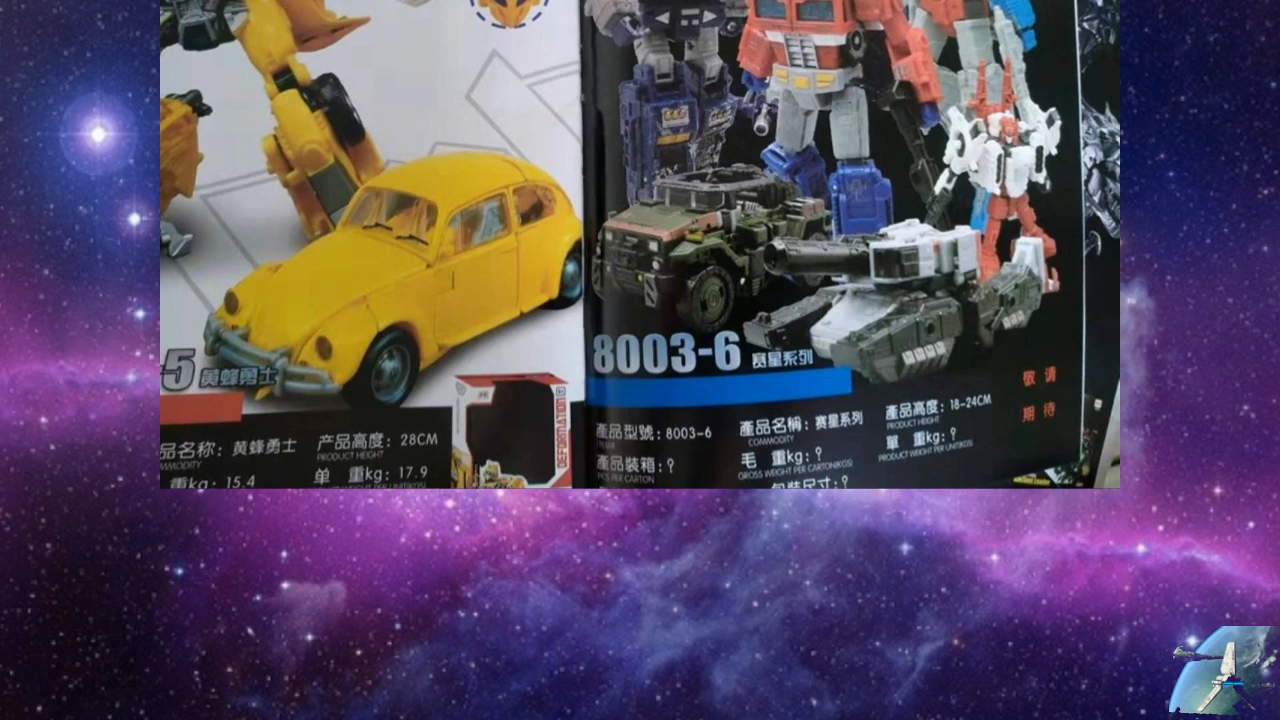 5 黄蜂勇士
品名称: 黄蜂勇士
MMODITY
产品高度: 28CM
PRODUCT HEIGHT
重kg: 15.4
单 重kg: 17.9
DEFORMATION
8003-6 赛星系列
敬请
期待
產品型號: 8003-6
產品裝箱: ?
PCS PER CARTON
產品名稱: 赛星系列
COMMODITY
毛 重kg: ?
GROSS WEIGHT PER CARTON(KGS)
包裝尺寸: ?
產品高度: 18-24CM
PRODUCT HEIGHT
單 重kg: ?
PRODUCT WEIGHT PER UNIT(KGS)